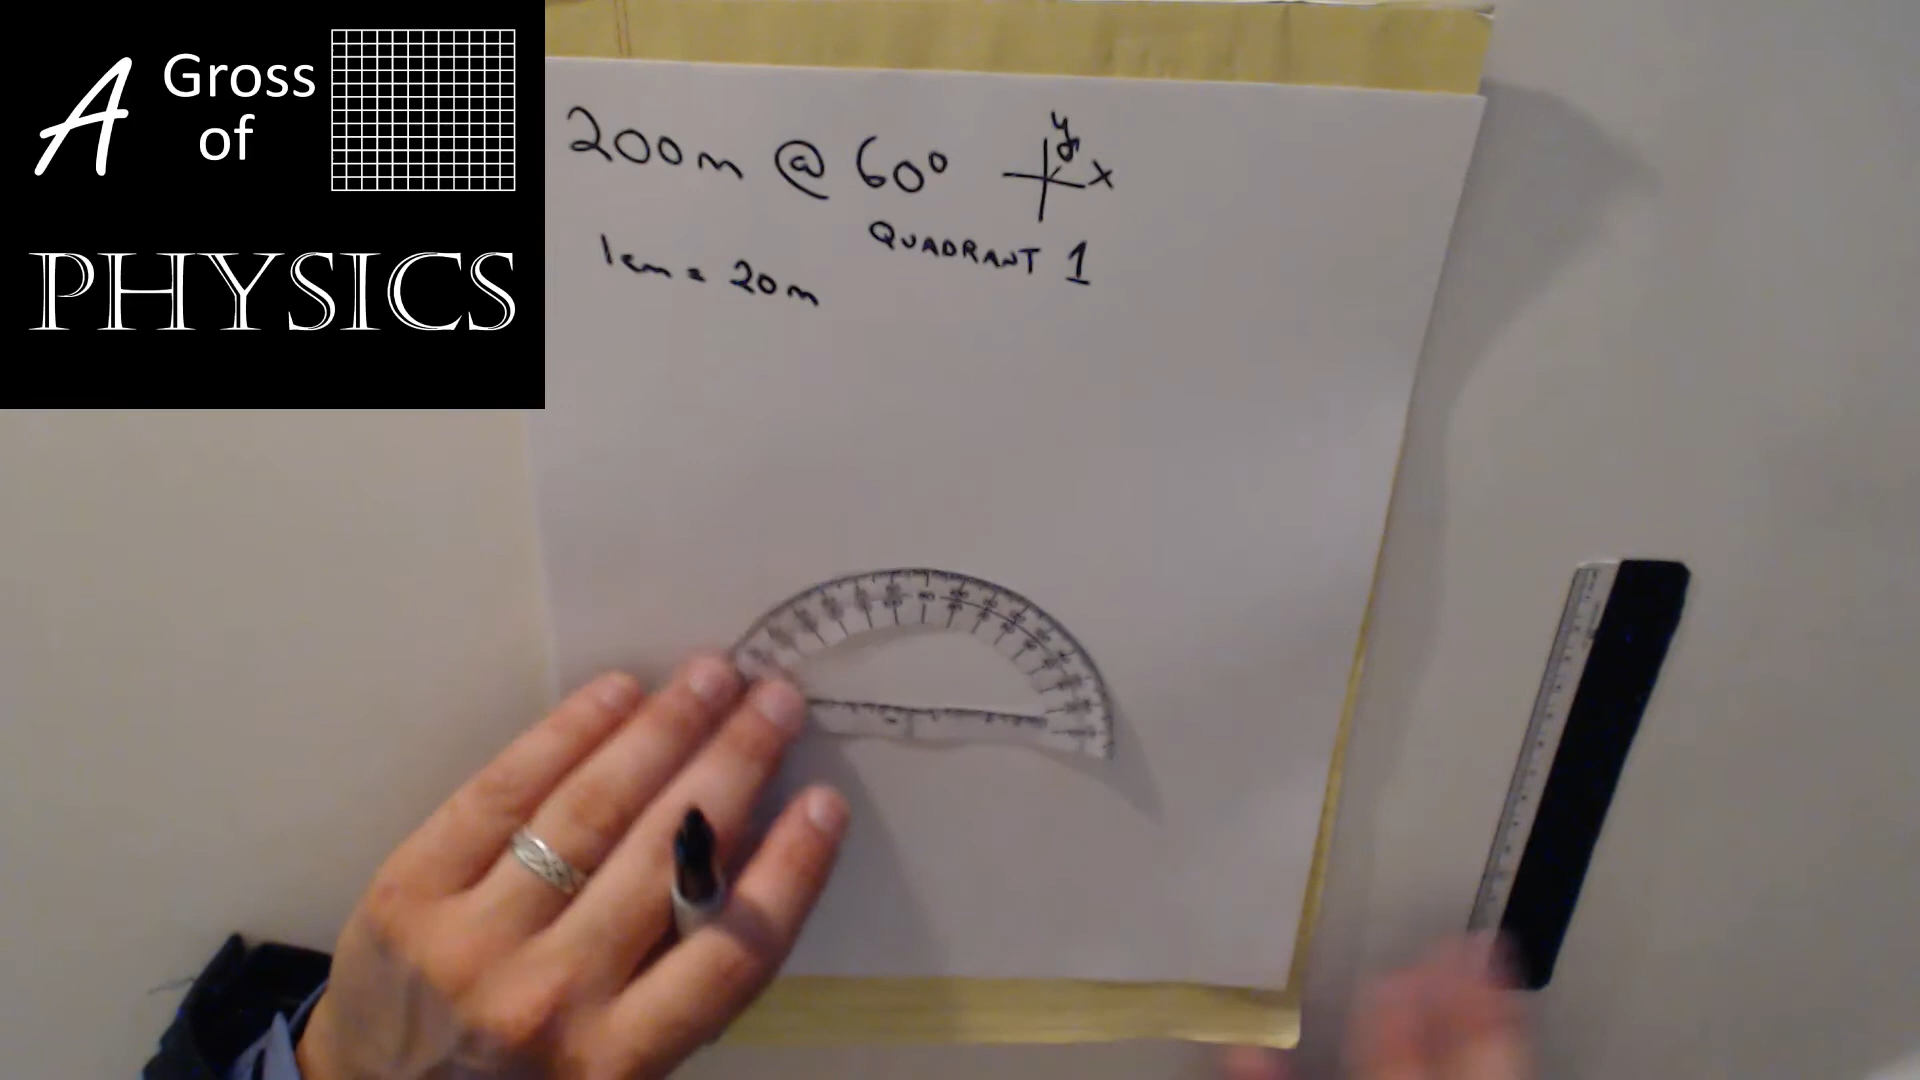 A Gross of
PHYSICS
200m @ 60° y x
QUADRANT 1
1cm = 20m